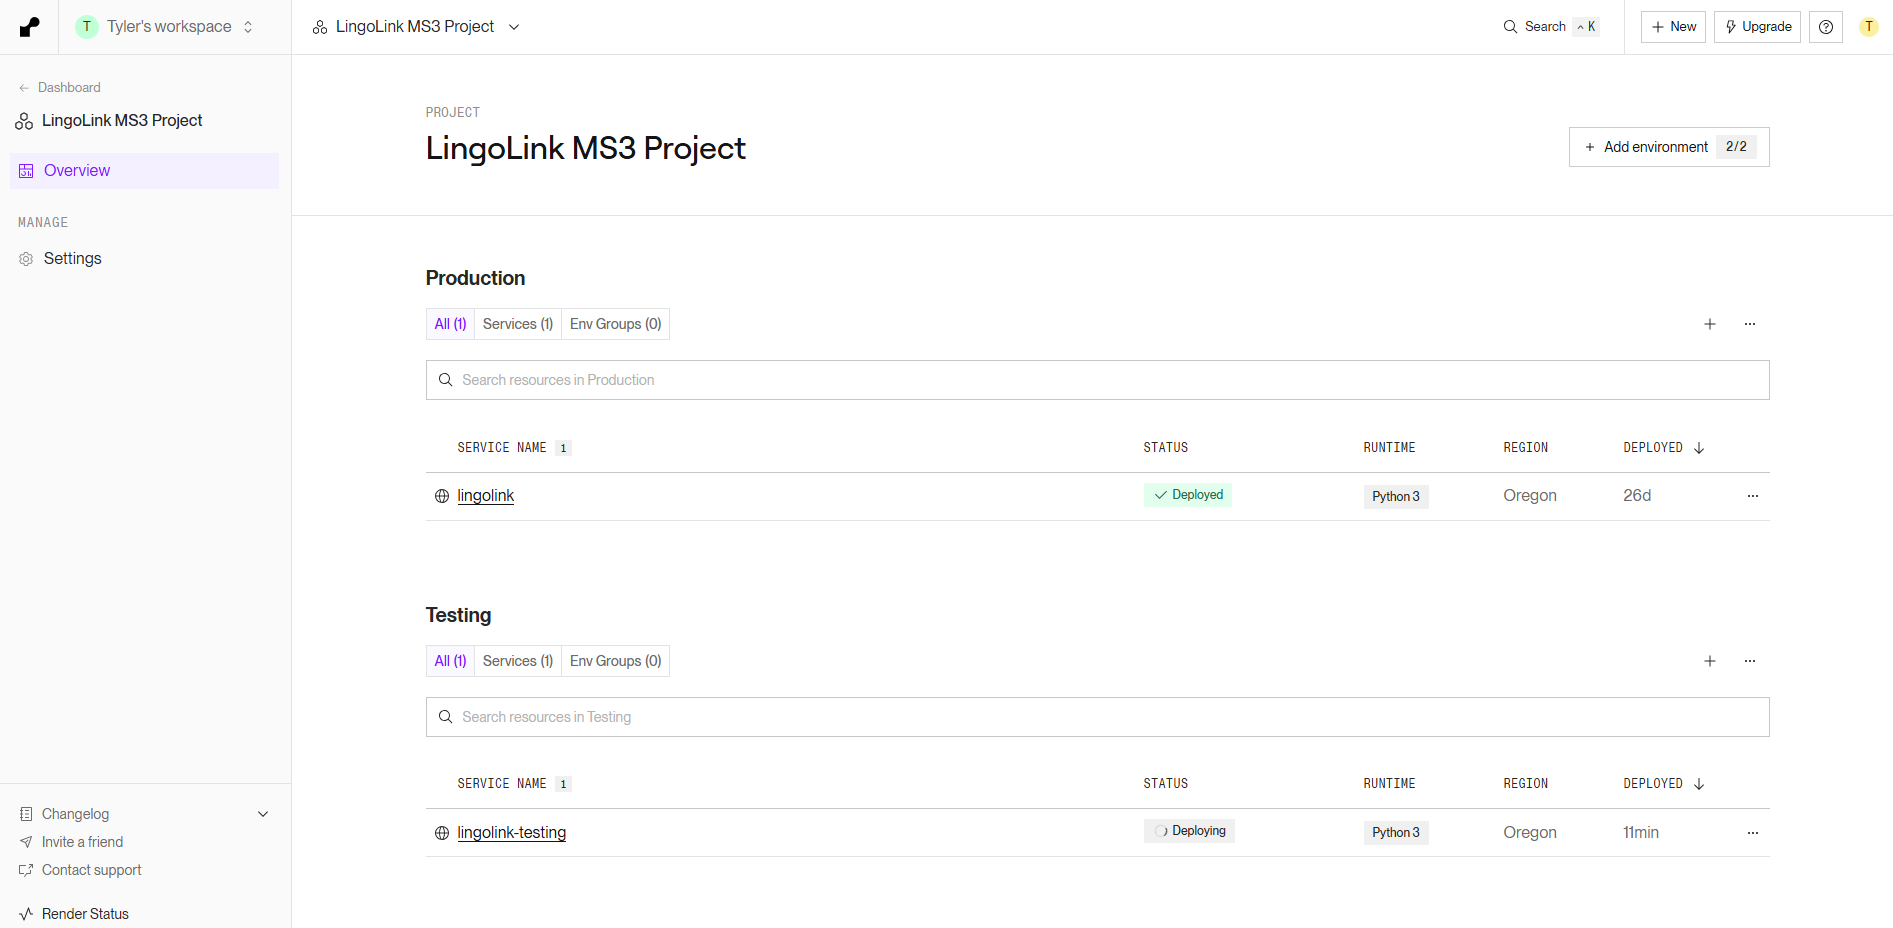 T Tyler's workspace
LingoLink MS3 Project
Search ^ K
+ New
Upgrade
T
← Dashboard
LingoLink MS3 Project
Overview
MANAGE
Settings
Changelog
Invite a friend
Contact support
Render Status
PROJECT
LingoLink MS3 Project
+ Add environment 2/2
Production
All (1) Services (1) Env Groups (0)
Search resources in Production
SERVICE NAME 1 STATUS RUNTIME REGION DEPLOYED ↓
lingolink Deployed Python 3 Oregon 26d
Testing
All (1) Services (1) Env Groups (0)
Search resources in Testing
SERVICE NAME 1 STATUS RUNTIME REGION DEPLOYED ↓
lingolink-testing Deploying Python 3 Oregon 11min